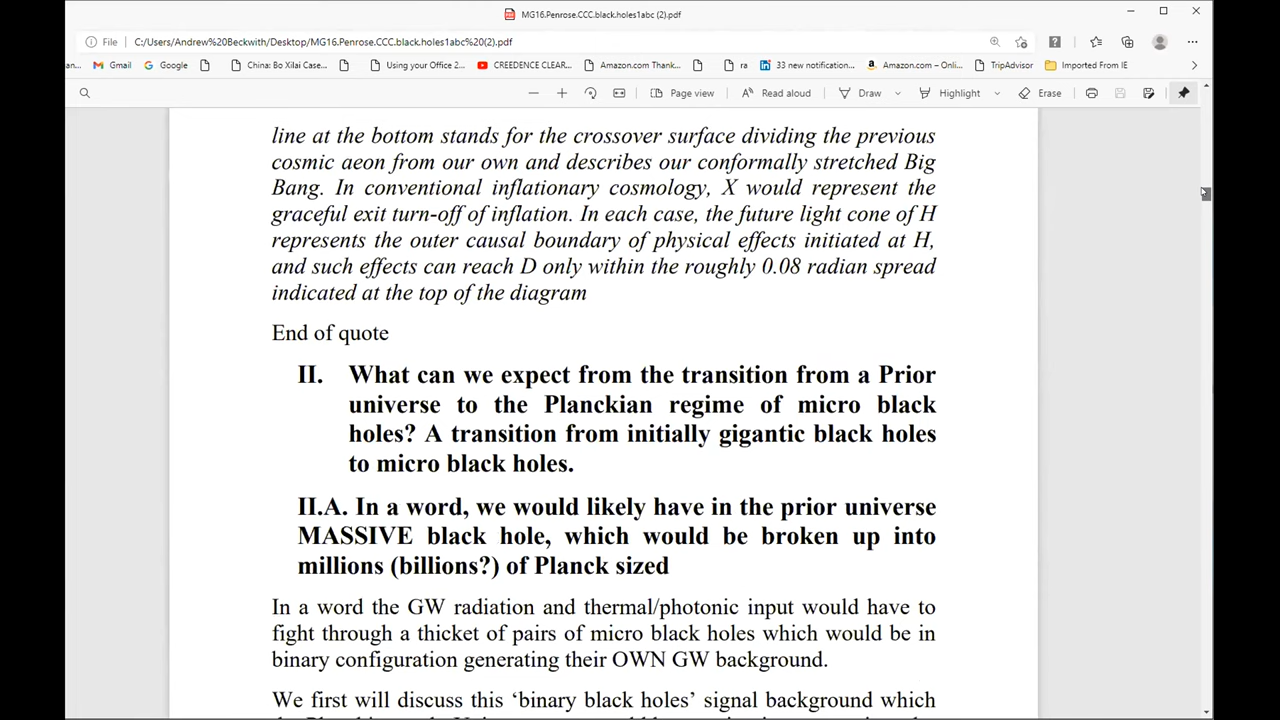 MG16.Penrose.CCC.black.holes1abc (2).pdf
File C:/Users/Andrew%20Beckwith/Desktop/MG16.Penrose.CCC.black.holes1abc%20(2).pdf
an... Gmail Google China: Bo Xilai Case... Using your Office 2... CREEDENCE CLEAR... Amazon.com Thank... ra 33 new notification... Amazon.com – Onli... TripAdvisor Imported From IE
Page view Read aloud Draw Highlight Erase
line at the bottom stands for the crossover surface dividing the previous
cosmic aeon from our own and describes our conformally stretched Big
Bang. In conventional inflationary cosmology, X would represent the
graceful exit turn-off of inflation. In each case, the future light cone of H
represents the outer causal boundary of physical effects initiated at H,
and such effects can reach D only within the roughly 0.08 radian spread
indicated at the top of the diagram
End of quote
II. What can we expect from the transition from a Prior
universe to the Planckian regime of micro black
holes? A transition from initially gigantic black holes
to micro black holes.
II.A. In a word, we would likely have in the prior universe
MASSIVE black hole, which would be broken up into
millions (billions?) of Planck sized
In a word the GW radiation and thermal/photonic input would have to
fight through a thicket of pairs of micro black holes which would be in
binary configuration generating their OWN GW background.
We first will discuss this ‘binary black holes’ signal background which